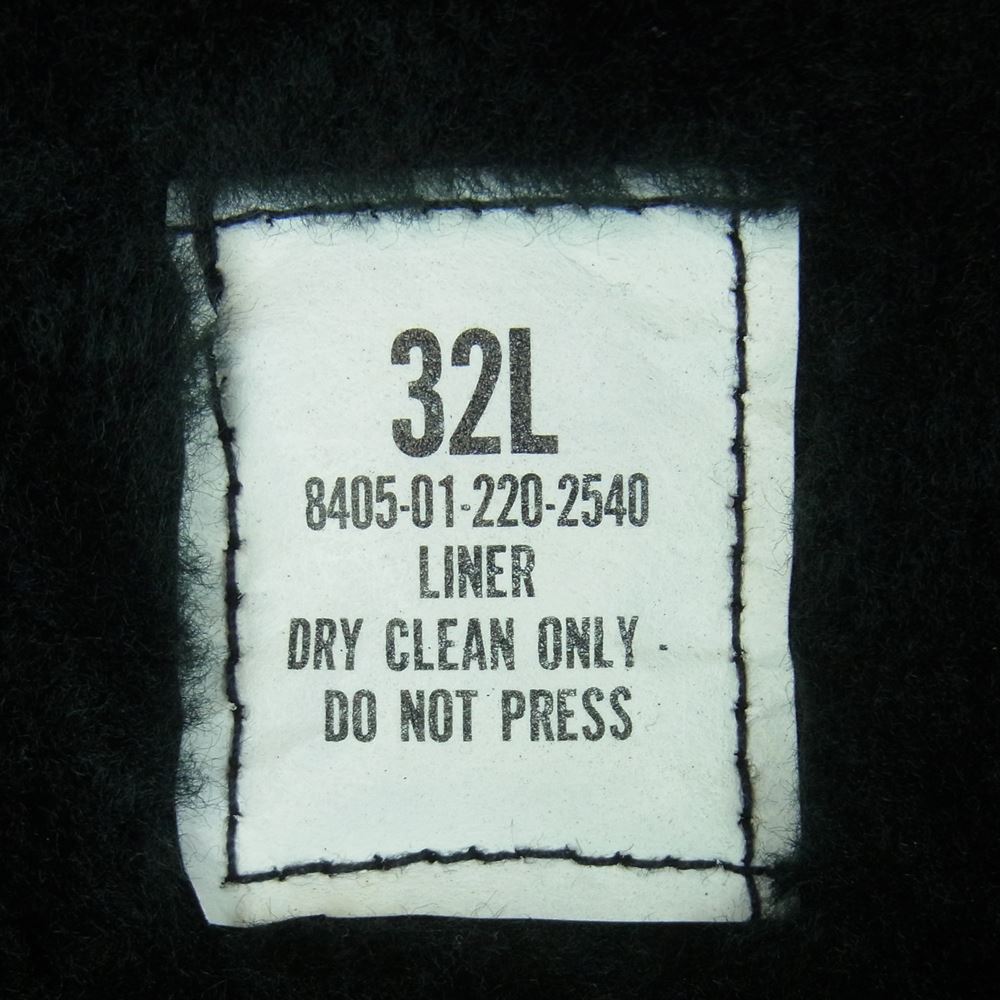 32L
8405-01-220-2540
LINER
DRY CLEAN ONLY
DO NOT PRESS